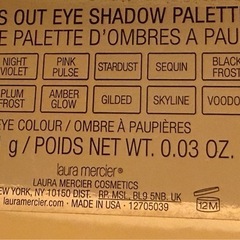 S OUT EYE SHADOW PALETT
E PALETTE D'OMBRES A PAU
NIGHT VIOLET PINK PULSE STARDUST SEQUIN BLACK FROST
PLUM FROST AMBER GLOW GILDED SKYLINE VOODO
EYE COLOUR / OMBRE À PAUPIÈRES
g / POIDS NET WT. 0.03 OZ.
laura mercier®
LAURA MERCIER COSMETICS
NEW YORK, NY 10150 DIST. RP. MSL, BL9 5NB. UK
lauramercier.com - MADE IN USA - 12705039
12M